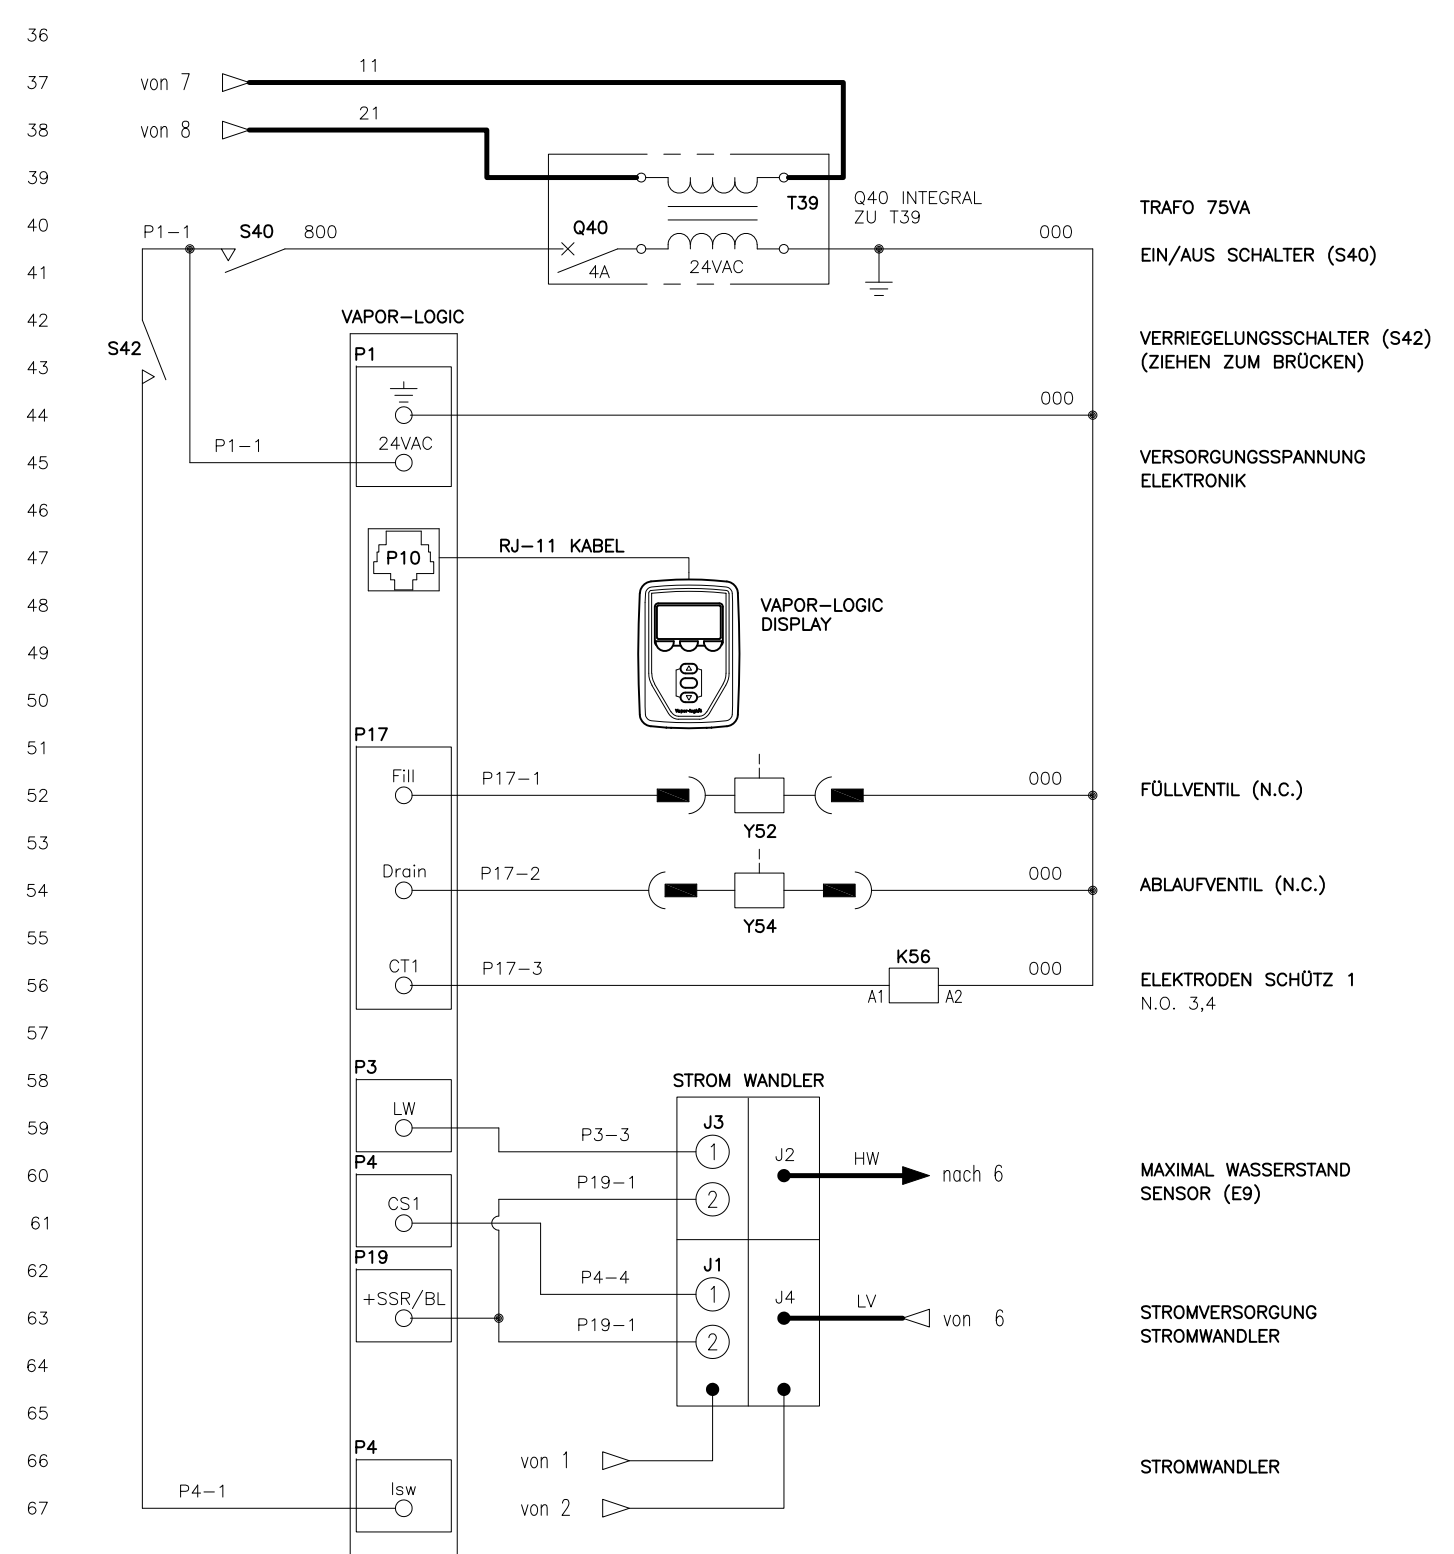 36
11
37 von 7
21
38 von 8
39
T39
Q40 INTEGRAL
ZU T39
TRAFO 75VA
40
P1-1 S40 800 Q40 000
EIN/AUS SCHALTER (S40)
41 4A 24VAC
42
VAPOR-LOGIC
S42 P1
VERRIEGELUNGSSCHALTER (S42)
(ZIEHEN ZUM BRÜCKEN)
43
000
44
P1-1 24VAC
45
VERSORGUNGSSPANNUNG
ELEKTRONIK
46
RJ-11 KABEL
47 P10
48
VAPOR-LOGIC
DISPLAY
49
50
Vapor-logic
51
P17
Fill P17-1 000
52
FÜLLVENTIL (N.C.)
Y52
53
Drain P17-2 000
54
ABLAUFVENTIL (N.C.)
Y54
55
K56
CT1 P17-3 000
56 A1 A2
ELEKTRODEN SCHÜTZ 1
N.O. 3,4
57
P3
58 STROM WANDLER
LW J3
59 P3-3 1
P4 J2 HW
60 P19-1 nach 6
MAXIMAL WASSERSTAND
SENSOR (E9)
CS1 2
61
P19 J1
62 P4-4
+SSR/BL 1 J4 LV
63 P19-1 von 6
STROMVERSORGUNG
STROMWANDLER
2
64
65
P4
66 von 1
STROMWANDLER
P4-1 Isw
67 von 2